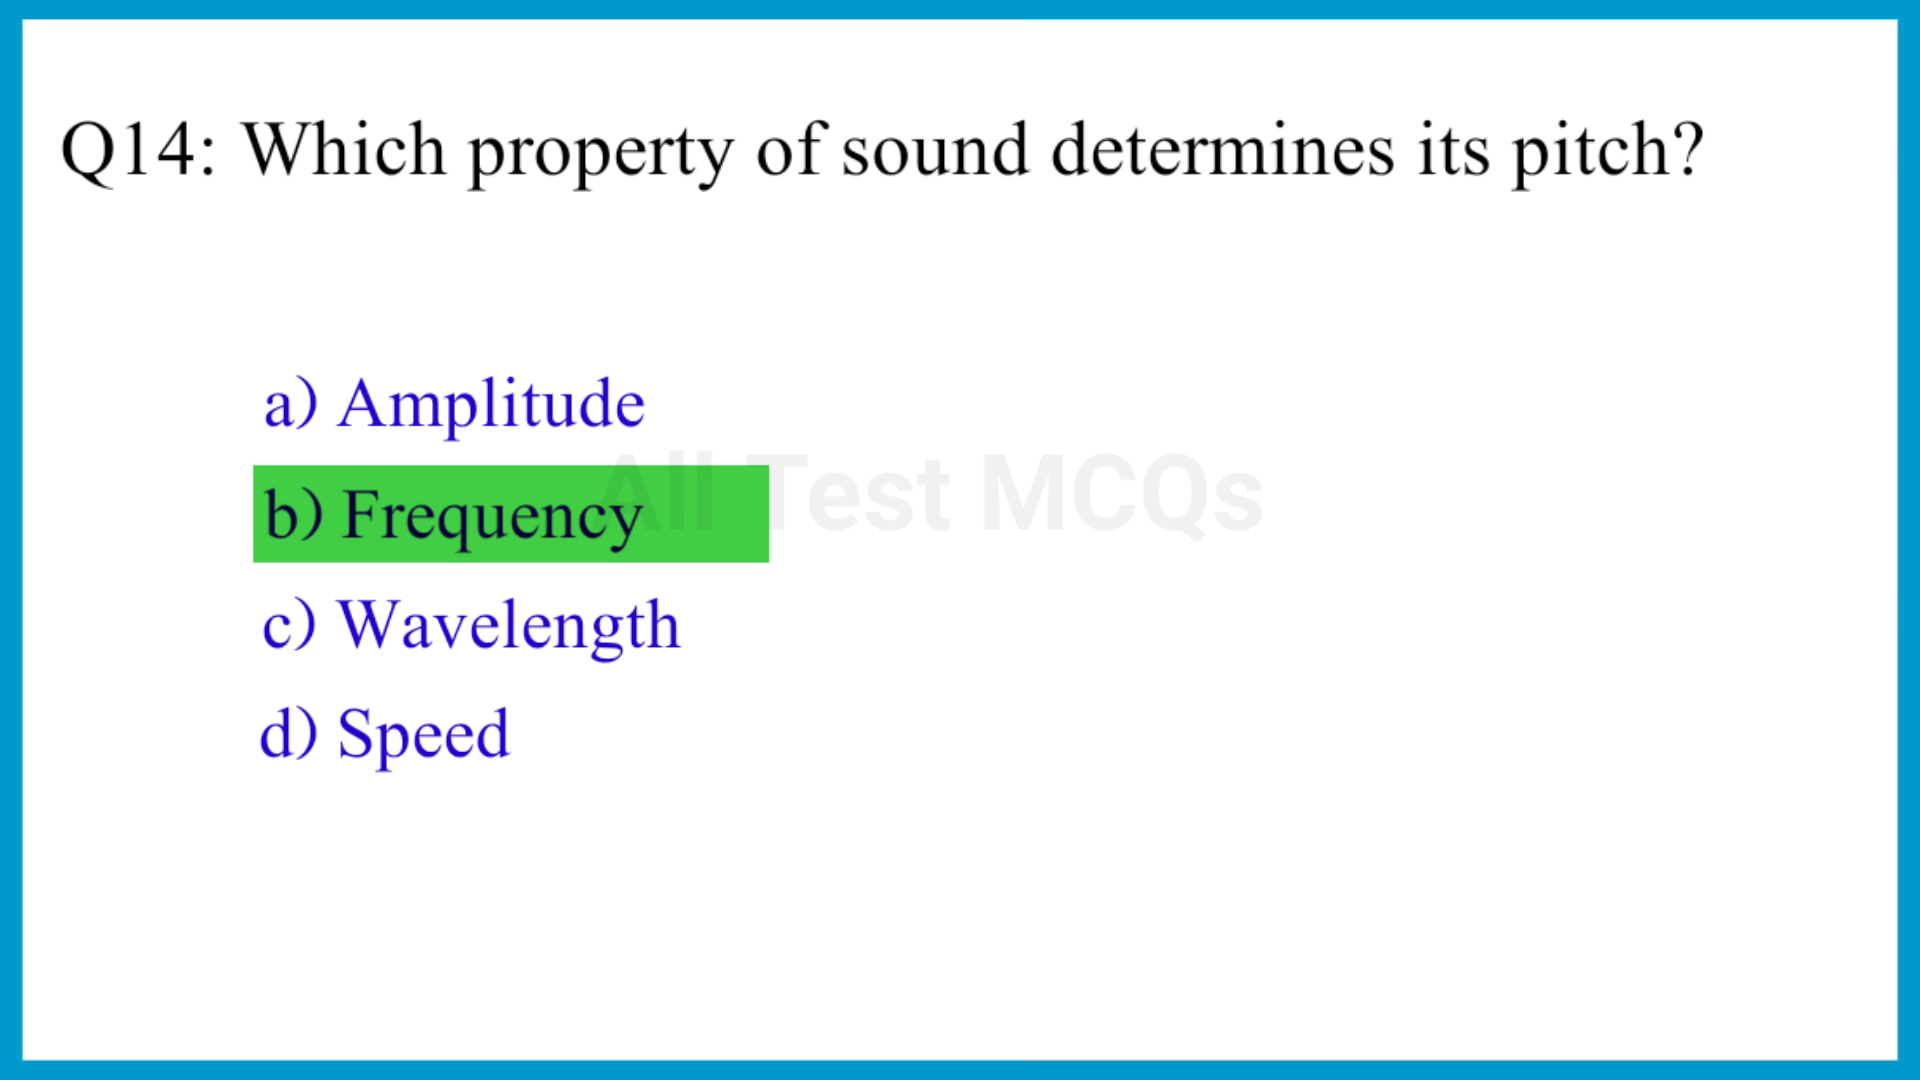 Q14: Which property of sound determines its pitch?
a) Amplitude
All Test MCQs
b) Frequency
c) Wavelength
d) Speed